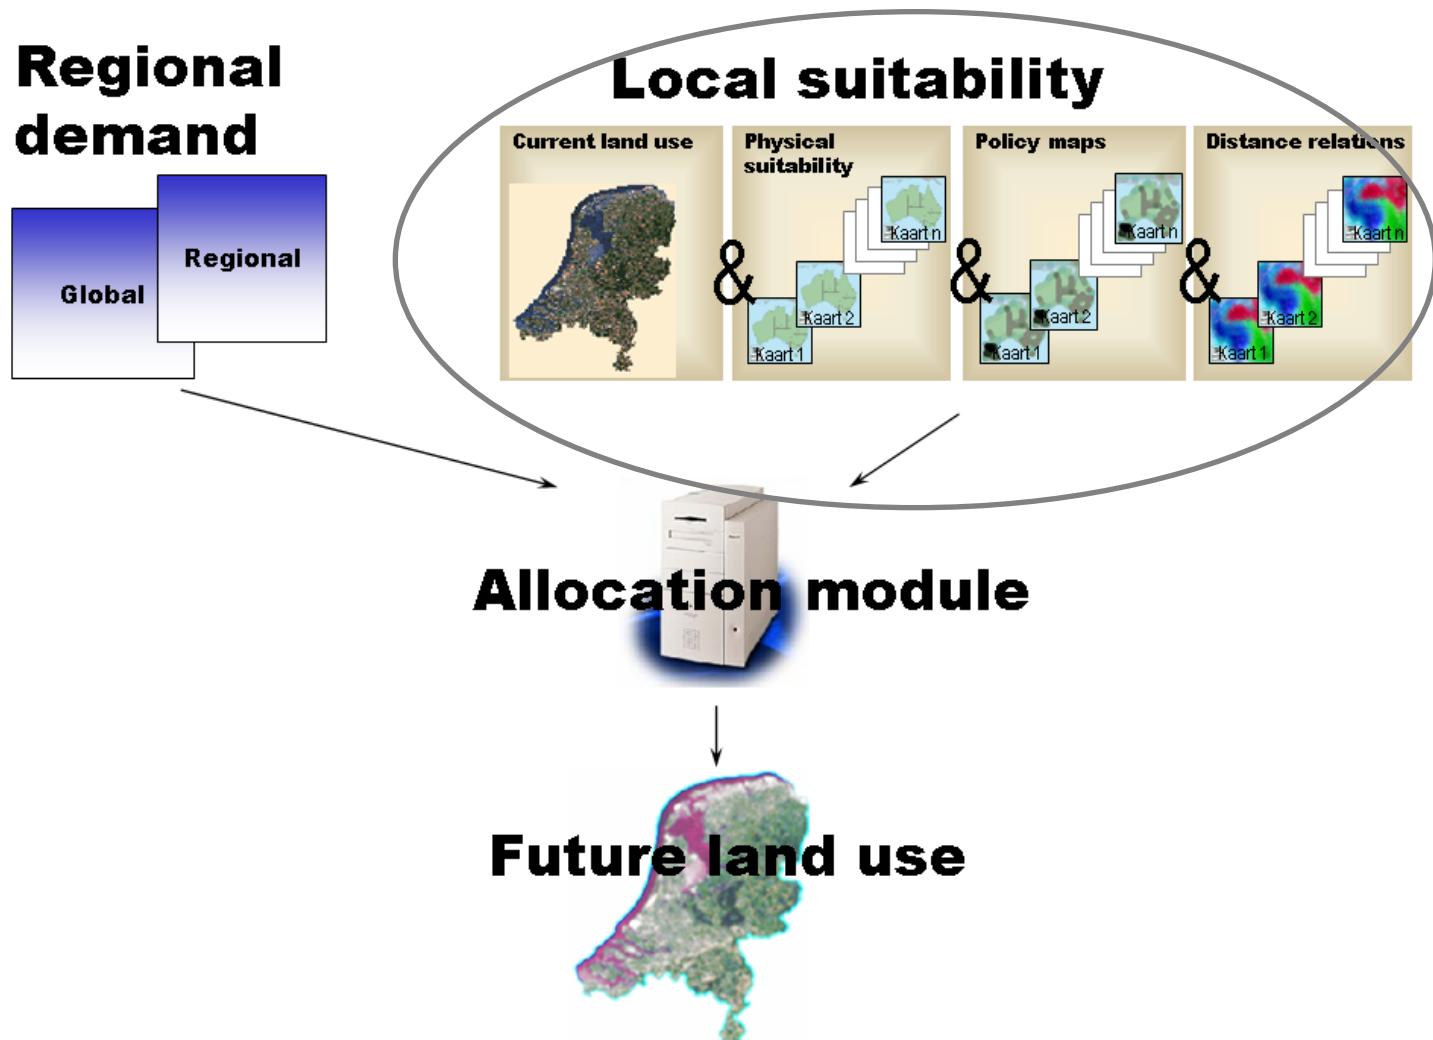 Regional
demand
Global
Regional
Local suitability
Current land use
&
Physical
suitability
Kaart 1
Kaart 2
Kaart n
&
Policy maps
Kaart 1
Kaart 2
Kaart n
&
Distance relations
Kaart 1
Kaart 2
Kaart n
Allocation module
Future land use